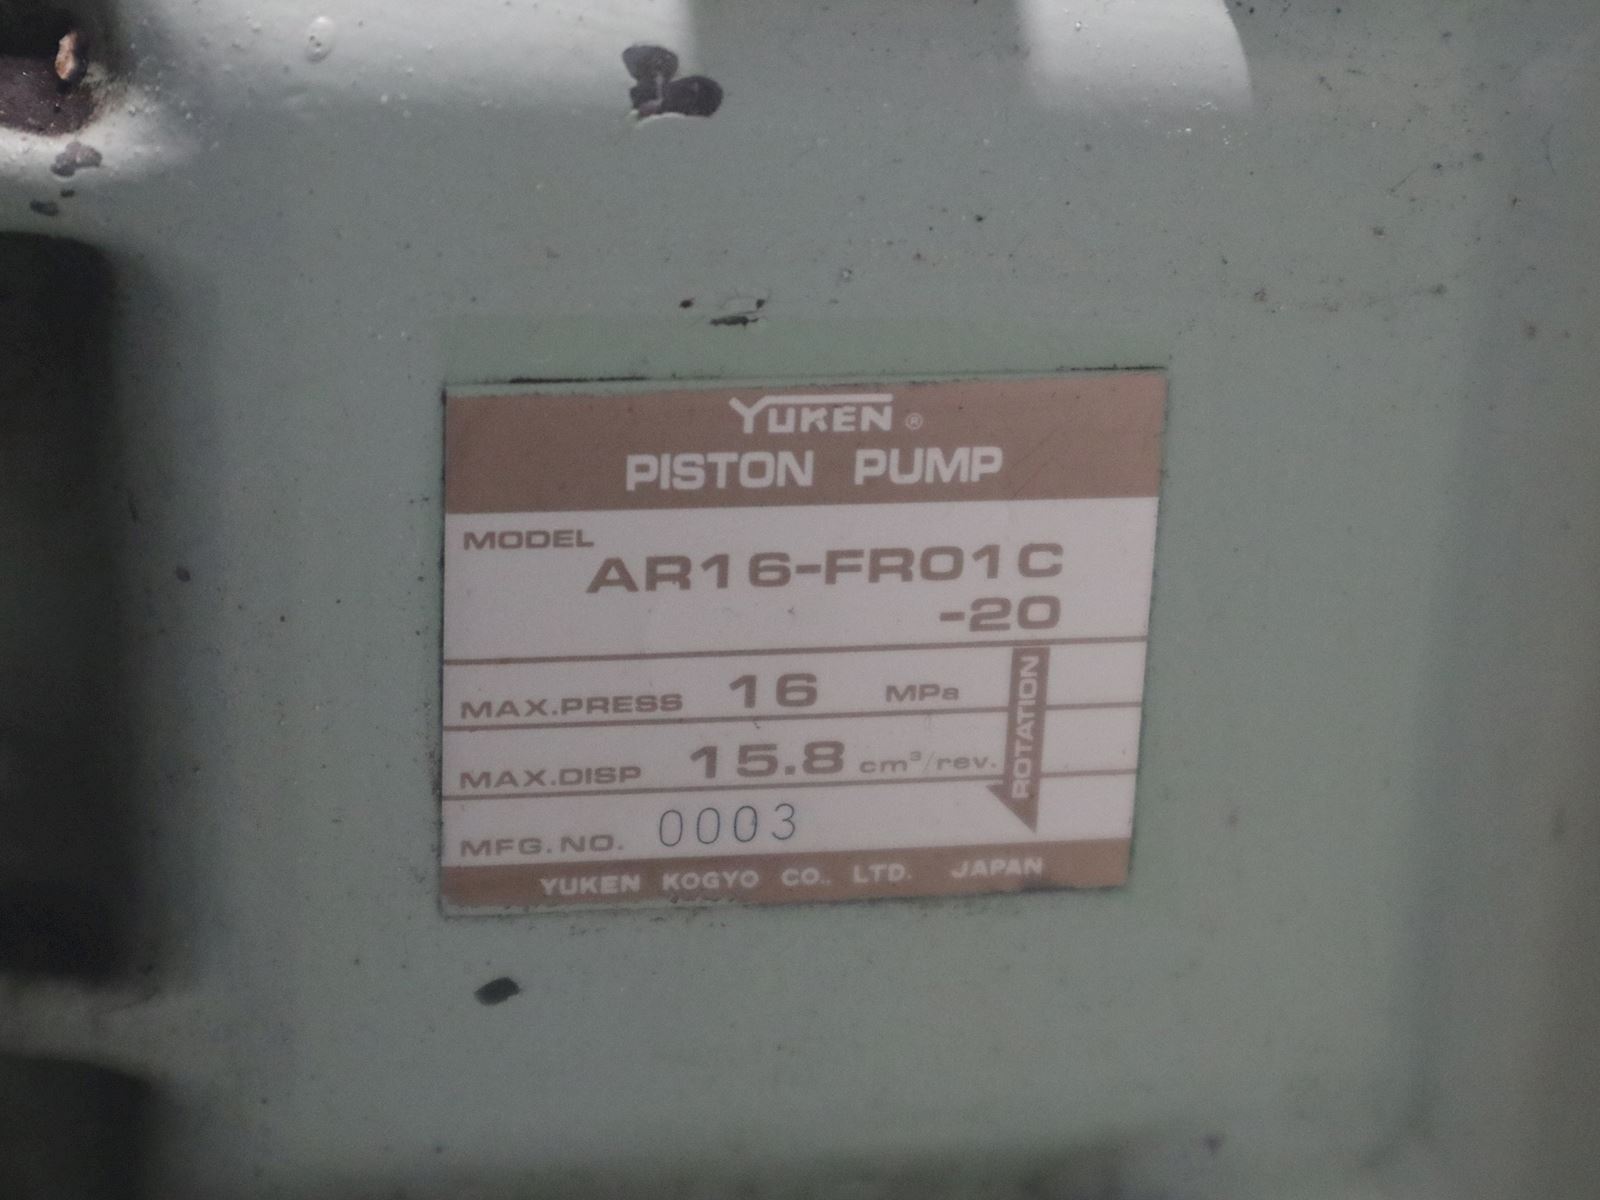 YUKEN®
PISTON PUMP
MODEL
AR16-FR01C
-20
MAX.PRESS 16 MPa
MAX.DISP 15.8 cm³/rev.
ROTATION
MFG.NO. 0003
YUKEN KOGYO CO., LTD. JAPAN